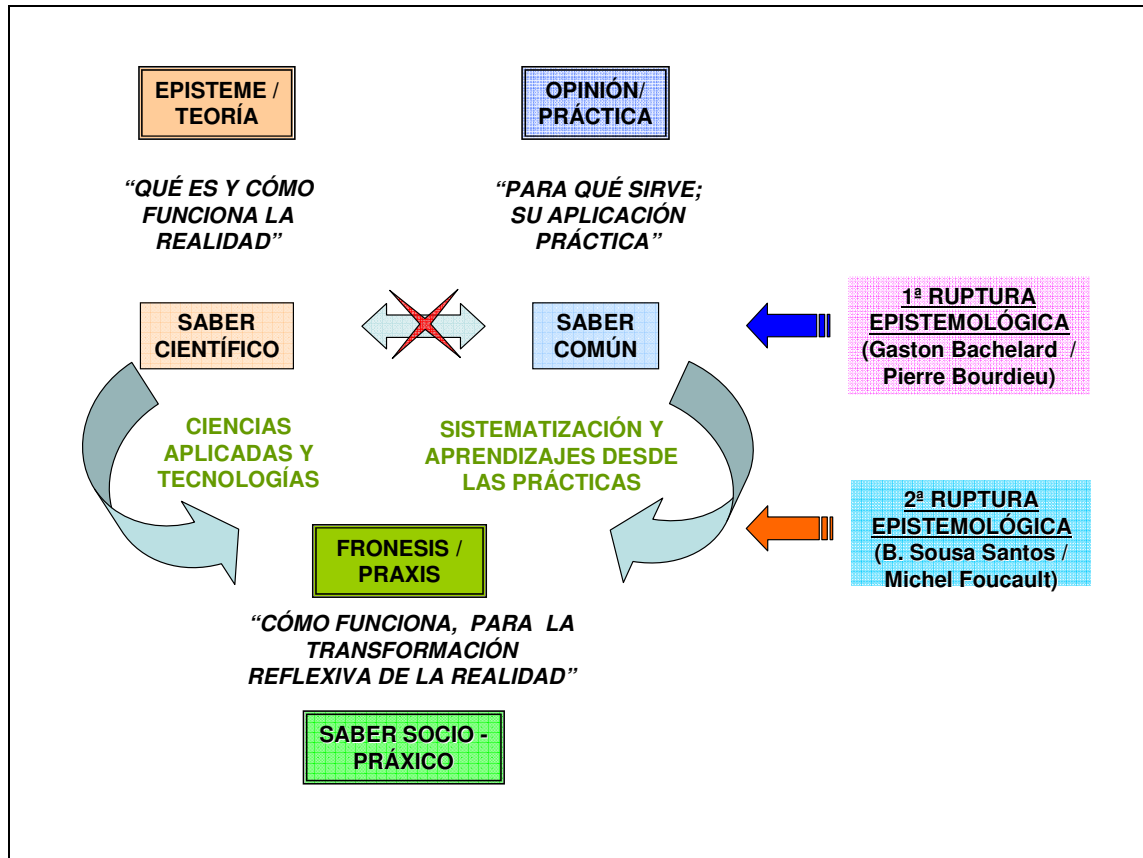 EPISTEME /
TEORÍA
OPINIÓN/
PRÁCTICA
“QUÉ ES Y CÓMO
FUNCIONA LA
REALIDAD”
“PARA QUÉ SIRVE;
SU APLICACIÓN
PRÁCTICA”
SABER
CIENTÍFICO
SABER
COMÚN
1ª RUPTURA
EPISTEMOLÓGICA
(Gaston Bachelard /
Pierre Bourdieu)
CIENCIAS
APLICADAS Y
TECNOLOGÍAS
SISTEMATIZACIÓN Y
APRENDIZAJES DESDE
LAS PRÁCTICAS
2ª RUPTURA
EPISTEMOLÓGICA
(B. Sousa Santos /
Michel Foucault)
FRONESIS /
PRAXIS
“CÓMO FUNCIONA, PARA LA
TRANSFORMACIÓN
REFLEXIVA DE LA REALIDAD”
SABER SOCIO -
PRÁXICO